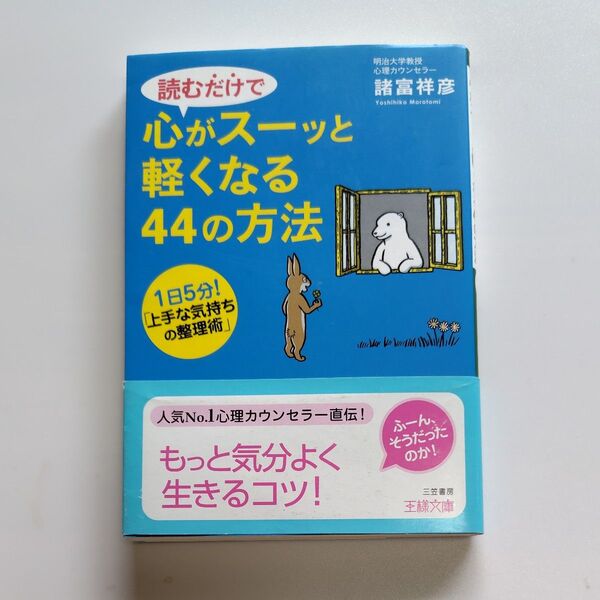 明治大学教授
心理カウンセラー
諸富祥彦
Yoshihiko Morotomi
読むだけで
心がスーッと
軽くなる
44の方法
1日5分!
「上手な気持ち
の整理術」
人気No.1心理カウンセラー直伝!
もっと気分よく
生きるコツ!
ふーん、
そうだった
のか!
三笠書房
王様文庫